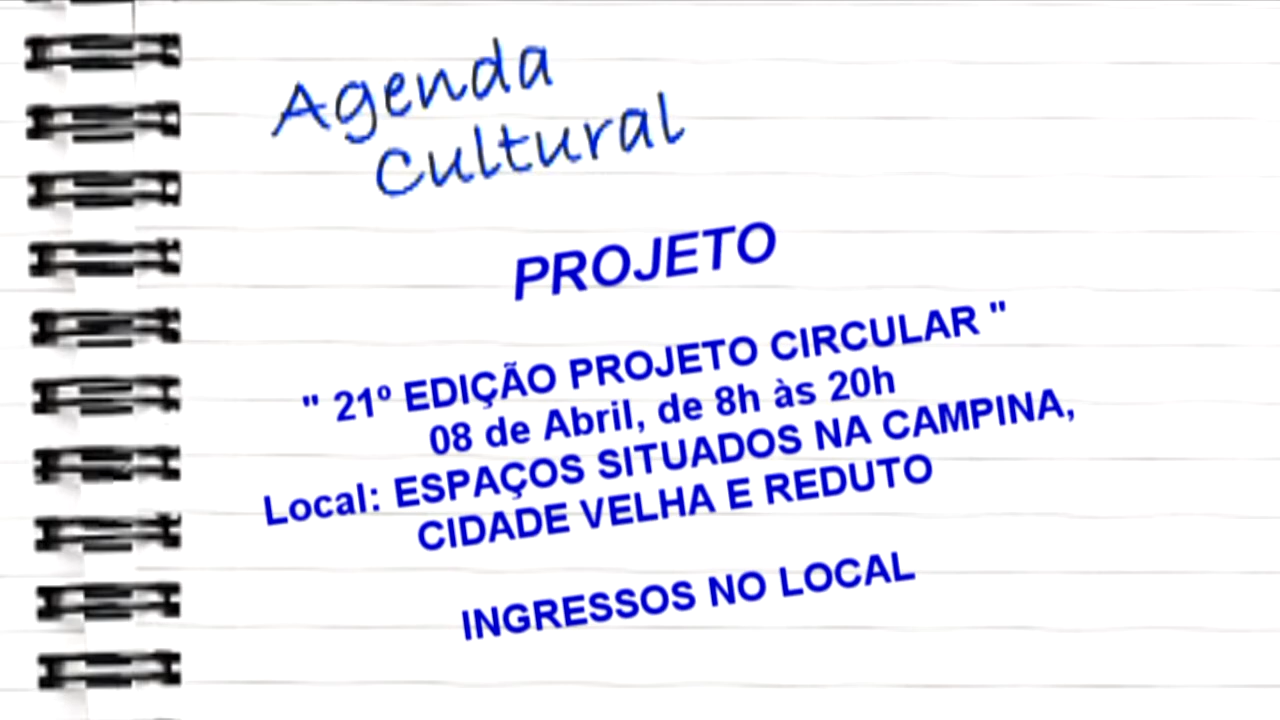 Agenda
Cultural
PROJETO
" 21º EDIÇÃO PROJETO CIRCULAR "
08 de Abril, de 8h às 20h
Local: ESPAÇOS SITUADOS NA CAMPINA,
CIDADE VELHA E REDUTO
INGRESSOS NO LOCAL